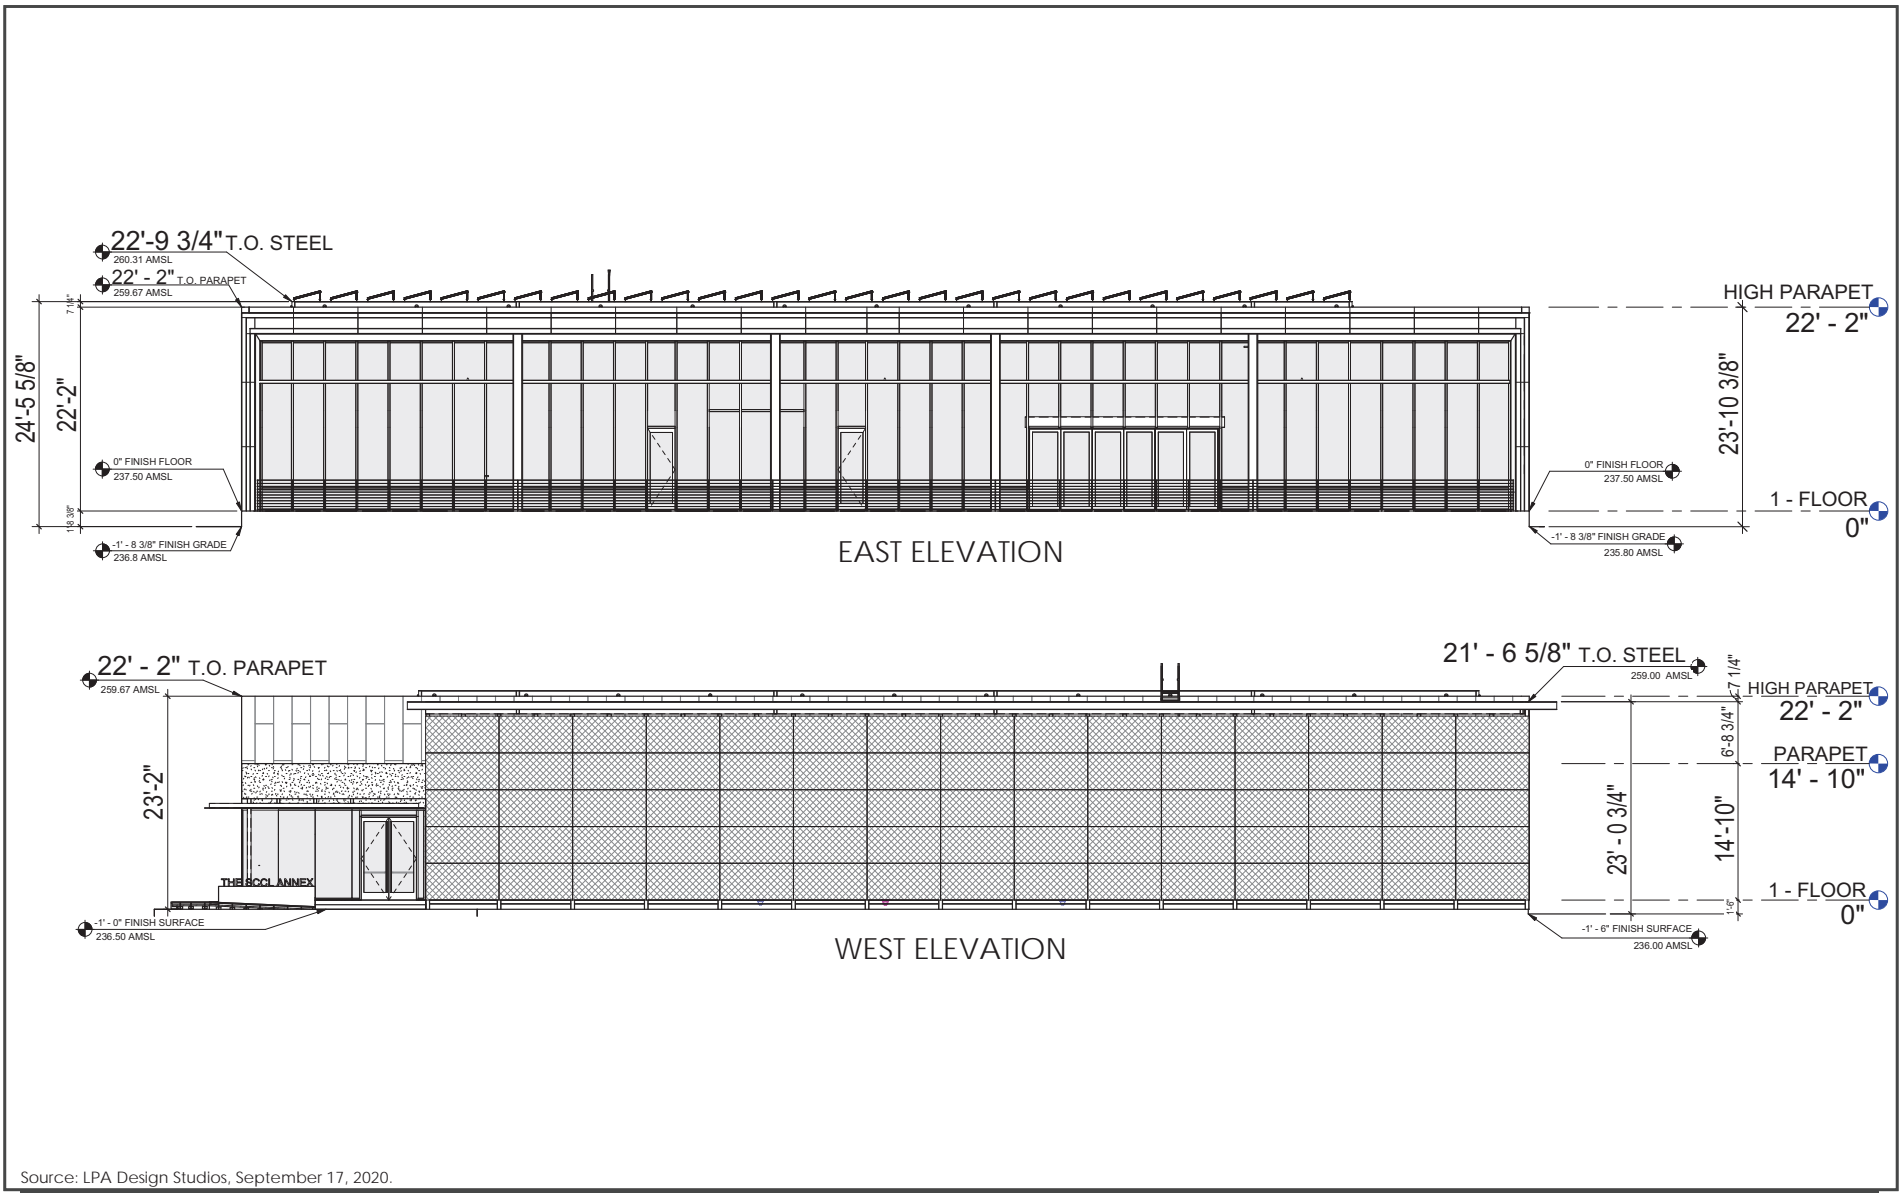 22'-9 3/4" T.O. STEEL
260.31 AMSL
22' - 2" T.O. PARAPET
259.67 AMSL
7 1/4"
24'-5 5/8"
22'-2"
0" FINISH FLOOR
237.50 AMSL
1'-8 3/8"
-1' - 8 3/8" FINISH GRADE
236.8 AMSL
HIGH PARAPET
22' - 2"
23'-10 3/8"
0" FINISH FLOOR
237.50 AMSL
1 - FLOOR
0"
-1' - 8 3/8" FINISH GRADE
235.80 AMSL
EAST ELEVATION
22' - 2" T.O. PARAPET
259.67 AMSL
23'-2"
THE SCCL ANNEX
-1' - 0" FINISH SURFACE
236.50 AMSL
21' - 6 5/8" T.O. STEEL
259.00 AMSL
7 1/4"
HIGH PARAPET
22' - 2"
6'-8 3/4"
PARAPET
14' - 10"
23' - 0 3/4"
14'-10"
1 - FLOOR
0"
1'-6"
-1' - 6" FINISH SURFACE
236.00 AMSL
WEST ELEVATION
Source: LPA Design Studios, September 17, 2020.